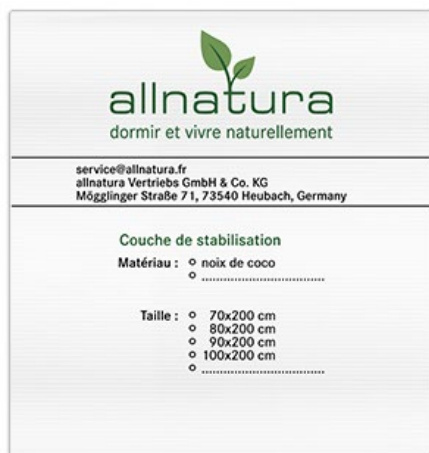 allnatura
dormir et vivre naturellement
service@allnatura.fr
allnatura Vertriebs GmbH & Co. KG
Mögglinger Straße 71, 73540 Heubach, Germany
Couche de stabilisation
Matériau : o noix de coco
o ..............................
Taille : o 70x200 cm
o 80x200 cm
o 90x200 cm
o 100x200 cm
o ..............................